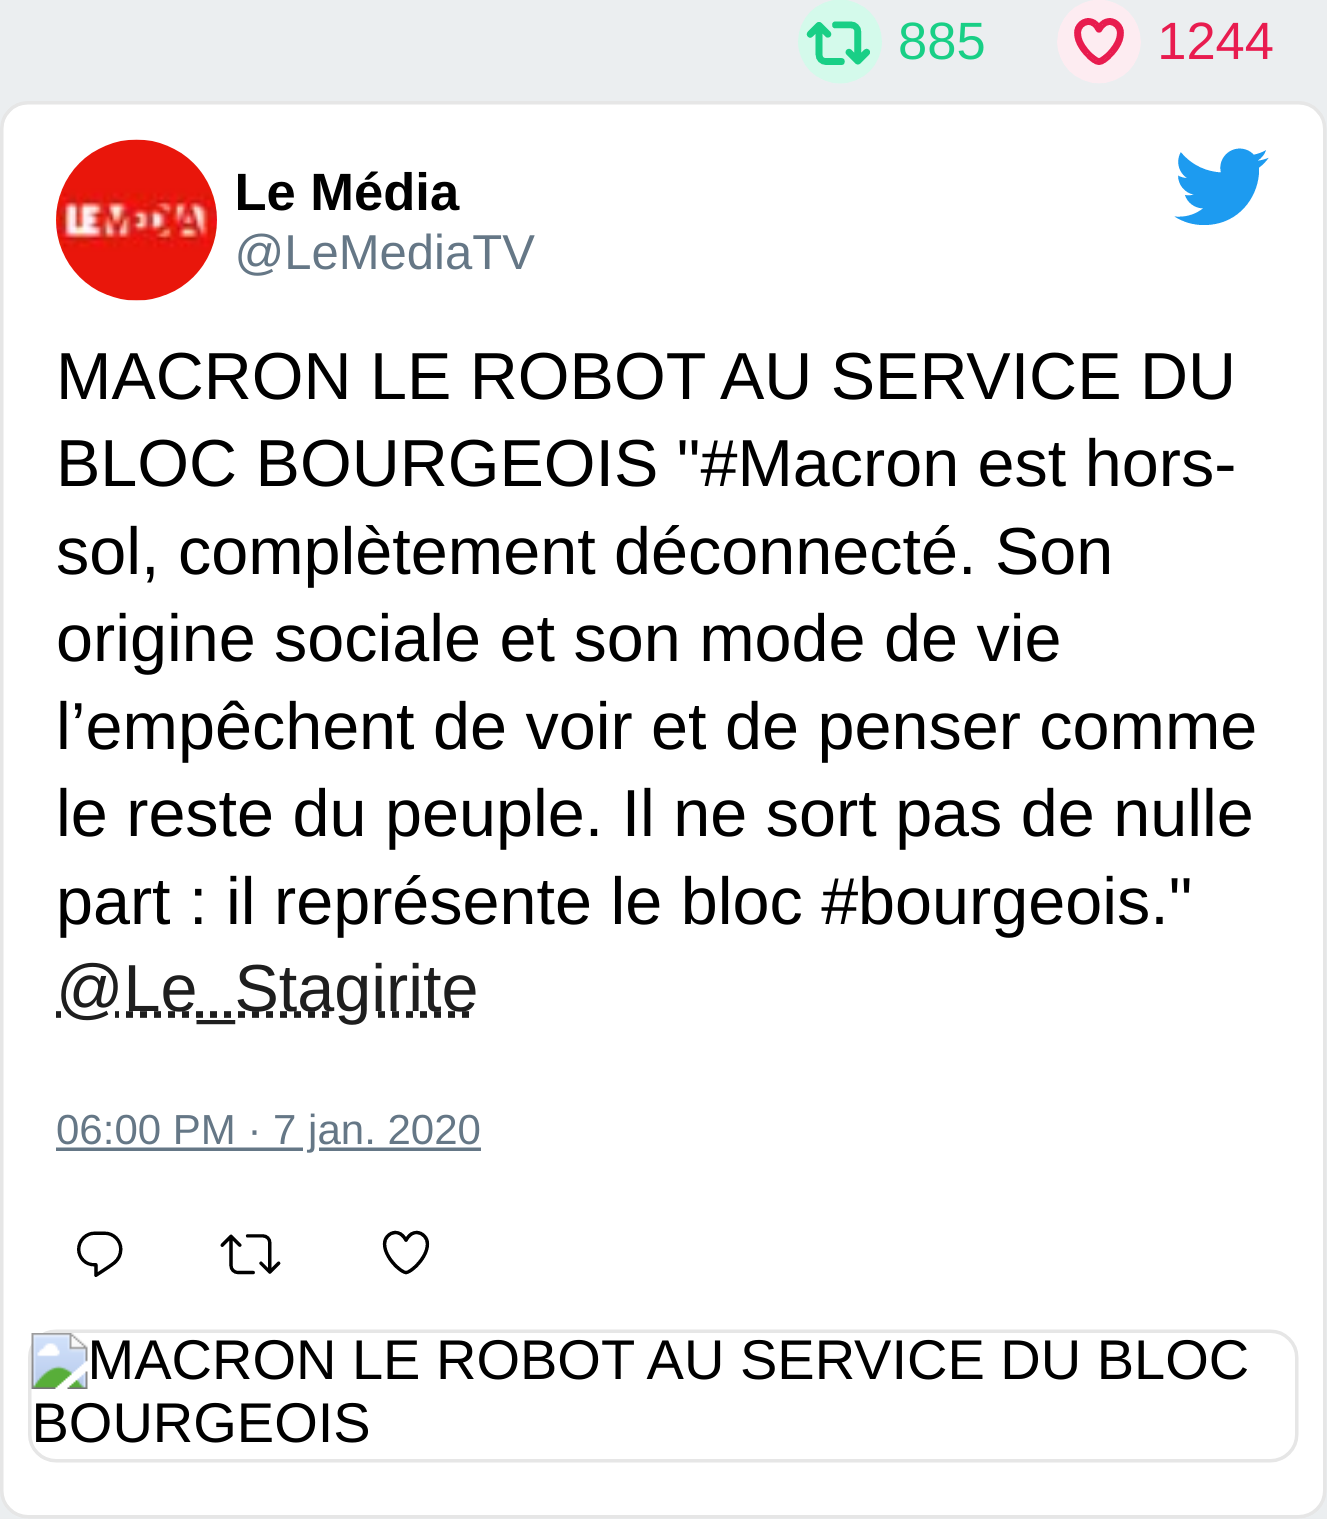 885 1244
LE MEDIA
Le Média
@LeMediaTV
MACRON LE ROBOT AU SERVICE DU
BLOC BOURGEOIS "#Macron est hors-
sol, complètement déconnecté. Son
origine sociale et son mode de vie
l’empêchent de voir et de penser comme
le reste du peuple. Il ne sort pas de nulle
part : il représente le bloc #bourgeois."
@Le_Stagirite
06:00 PM · 7 jan. 2020
MACRON LE ROBOT AU SERVICE DU BLOC
BOURGEOIS